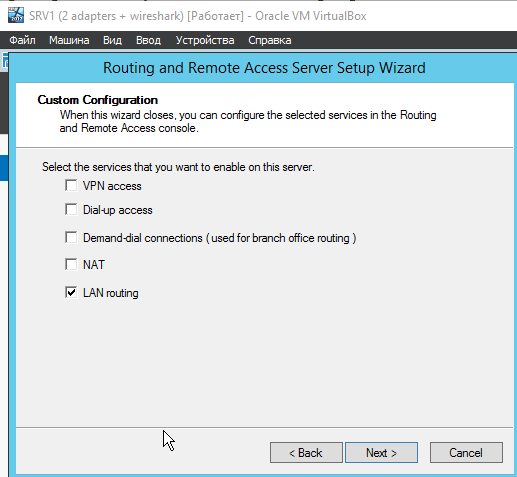 SRV1 (2 adapters + wireshark) [Работает] - Oracle VM VirtualBox
Файл Машина Вид Ввод Устройства Справка
Routing and Remote Access Server Setup Wizard
Custom Configuration
When this wizard closes, you can configure the selected services in the Routing
and Remote Access console.
Select the services that you want to enable on this server.
VPN access
Dial-up access
Demand-dial connections ( used for branch office routing )
NAT
LAN routing
< Back Next > Cancel